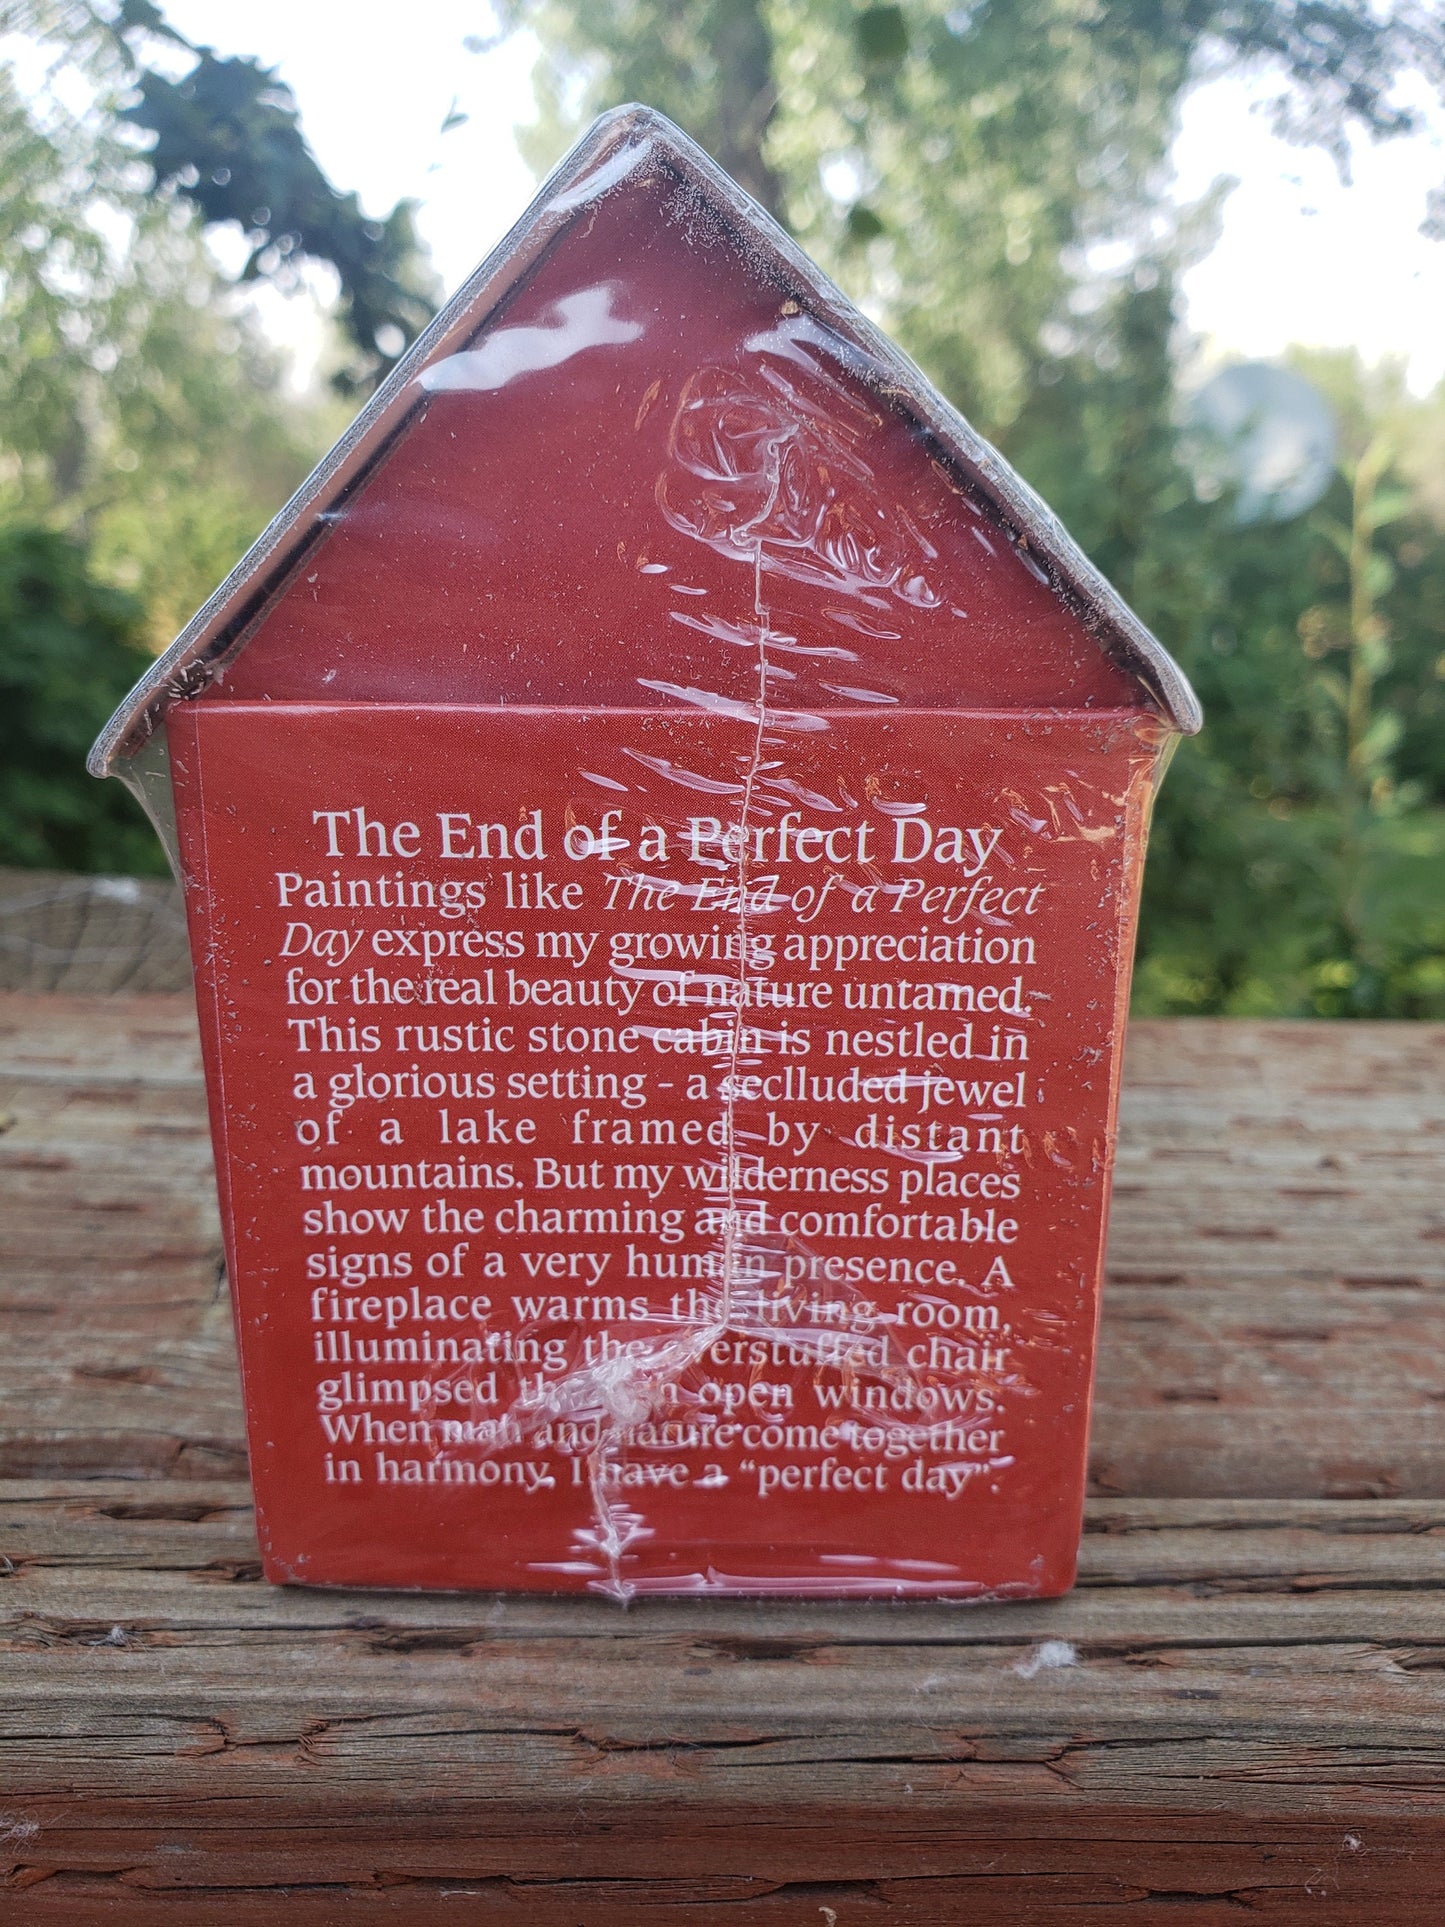 The End of a Perfect Day
Paintings like The End of a Perfect
Day express my growing appreciation
for the real beauty of nature untamed.
This rustic stone cabin is nestled in
a glorious setting - a seclluded jewel
of a lake framed by distant
mountains. But my wilderness places
show the charming and comfortable
signs of a very human presence. A
fireplace warms the living room,
illuminating the overstuffed chair
glimpsed through open windows.
When man and nature come together
in harmony, I have a “perfect day”.